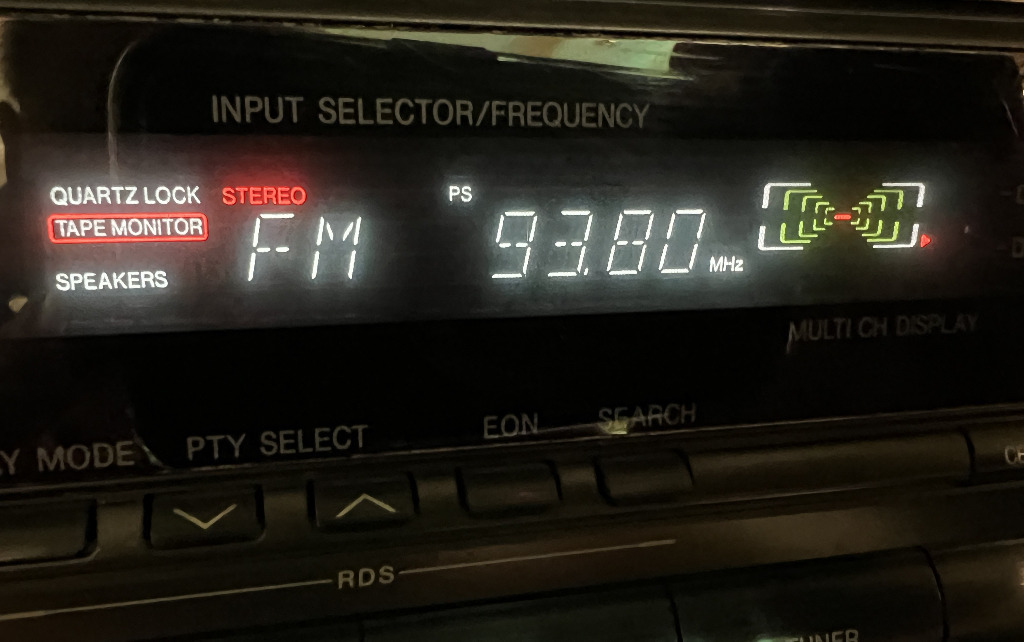 INPUT SELECTOR/FREQUENCY
QUARTZ LOCK STEREO PS
TAPE MONITOR FM 93.80 MHz
SPEAKERS
MULTI CH DISPLAY
MODE PTY SELECT EON SEARCH
RDS